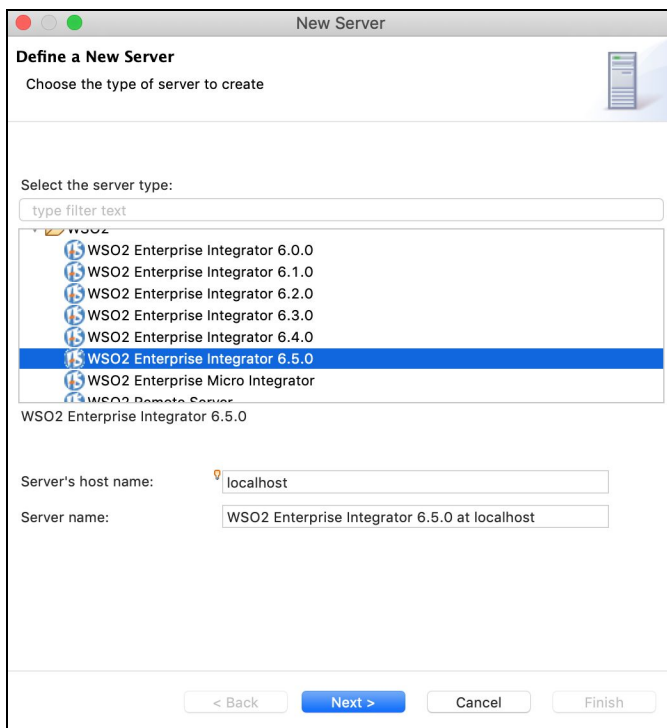 New Server
Define a New Server
Choose the type of server to create
Select the server type:
type filter text
WSO2
WSO2 Enterprise Integrator 6.0.0
WSO2 Enterprise Integrator 6.1.0
WSO2 Enterprise Integrator 6.2.0
WSO2 Enterprise Integrator 6.3.0
WSO2 Enterprise Integrator 6.4.0
WSO2 Enterprise Integrator 6.5.0
WSO2 Enterprise Micro Integrator
WSO2 Remote Server
WSO2 Enterprise Integrator 6.5.0
Server's host name: localhost
Server name: WSO2 Enterprise Integrator 6.5.0 at localhost
< Back Next > Cancel Finish